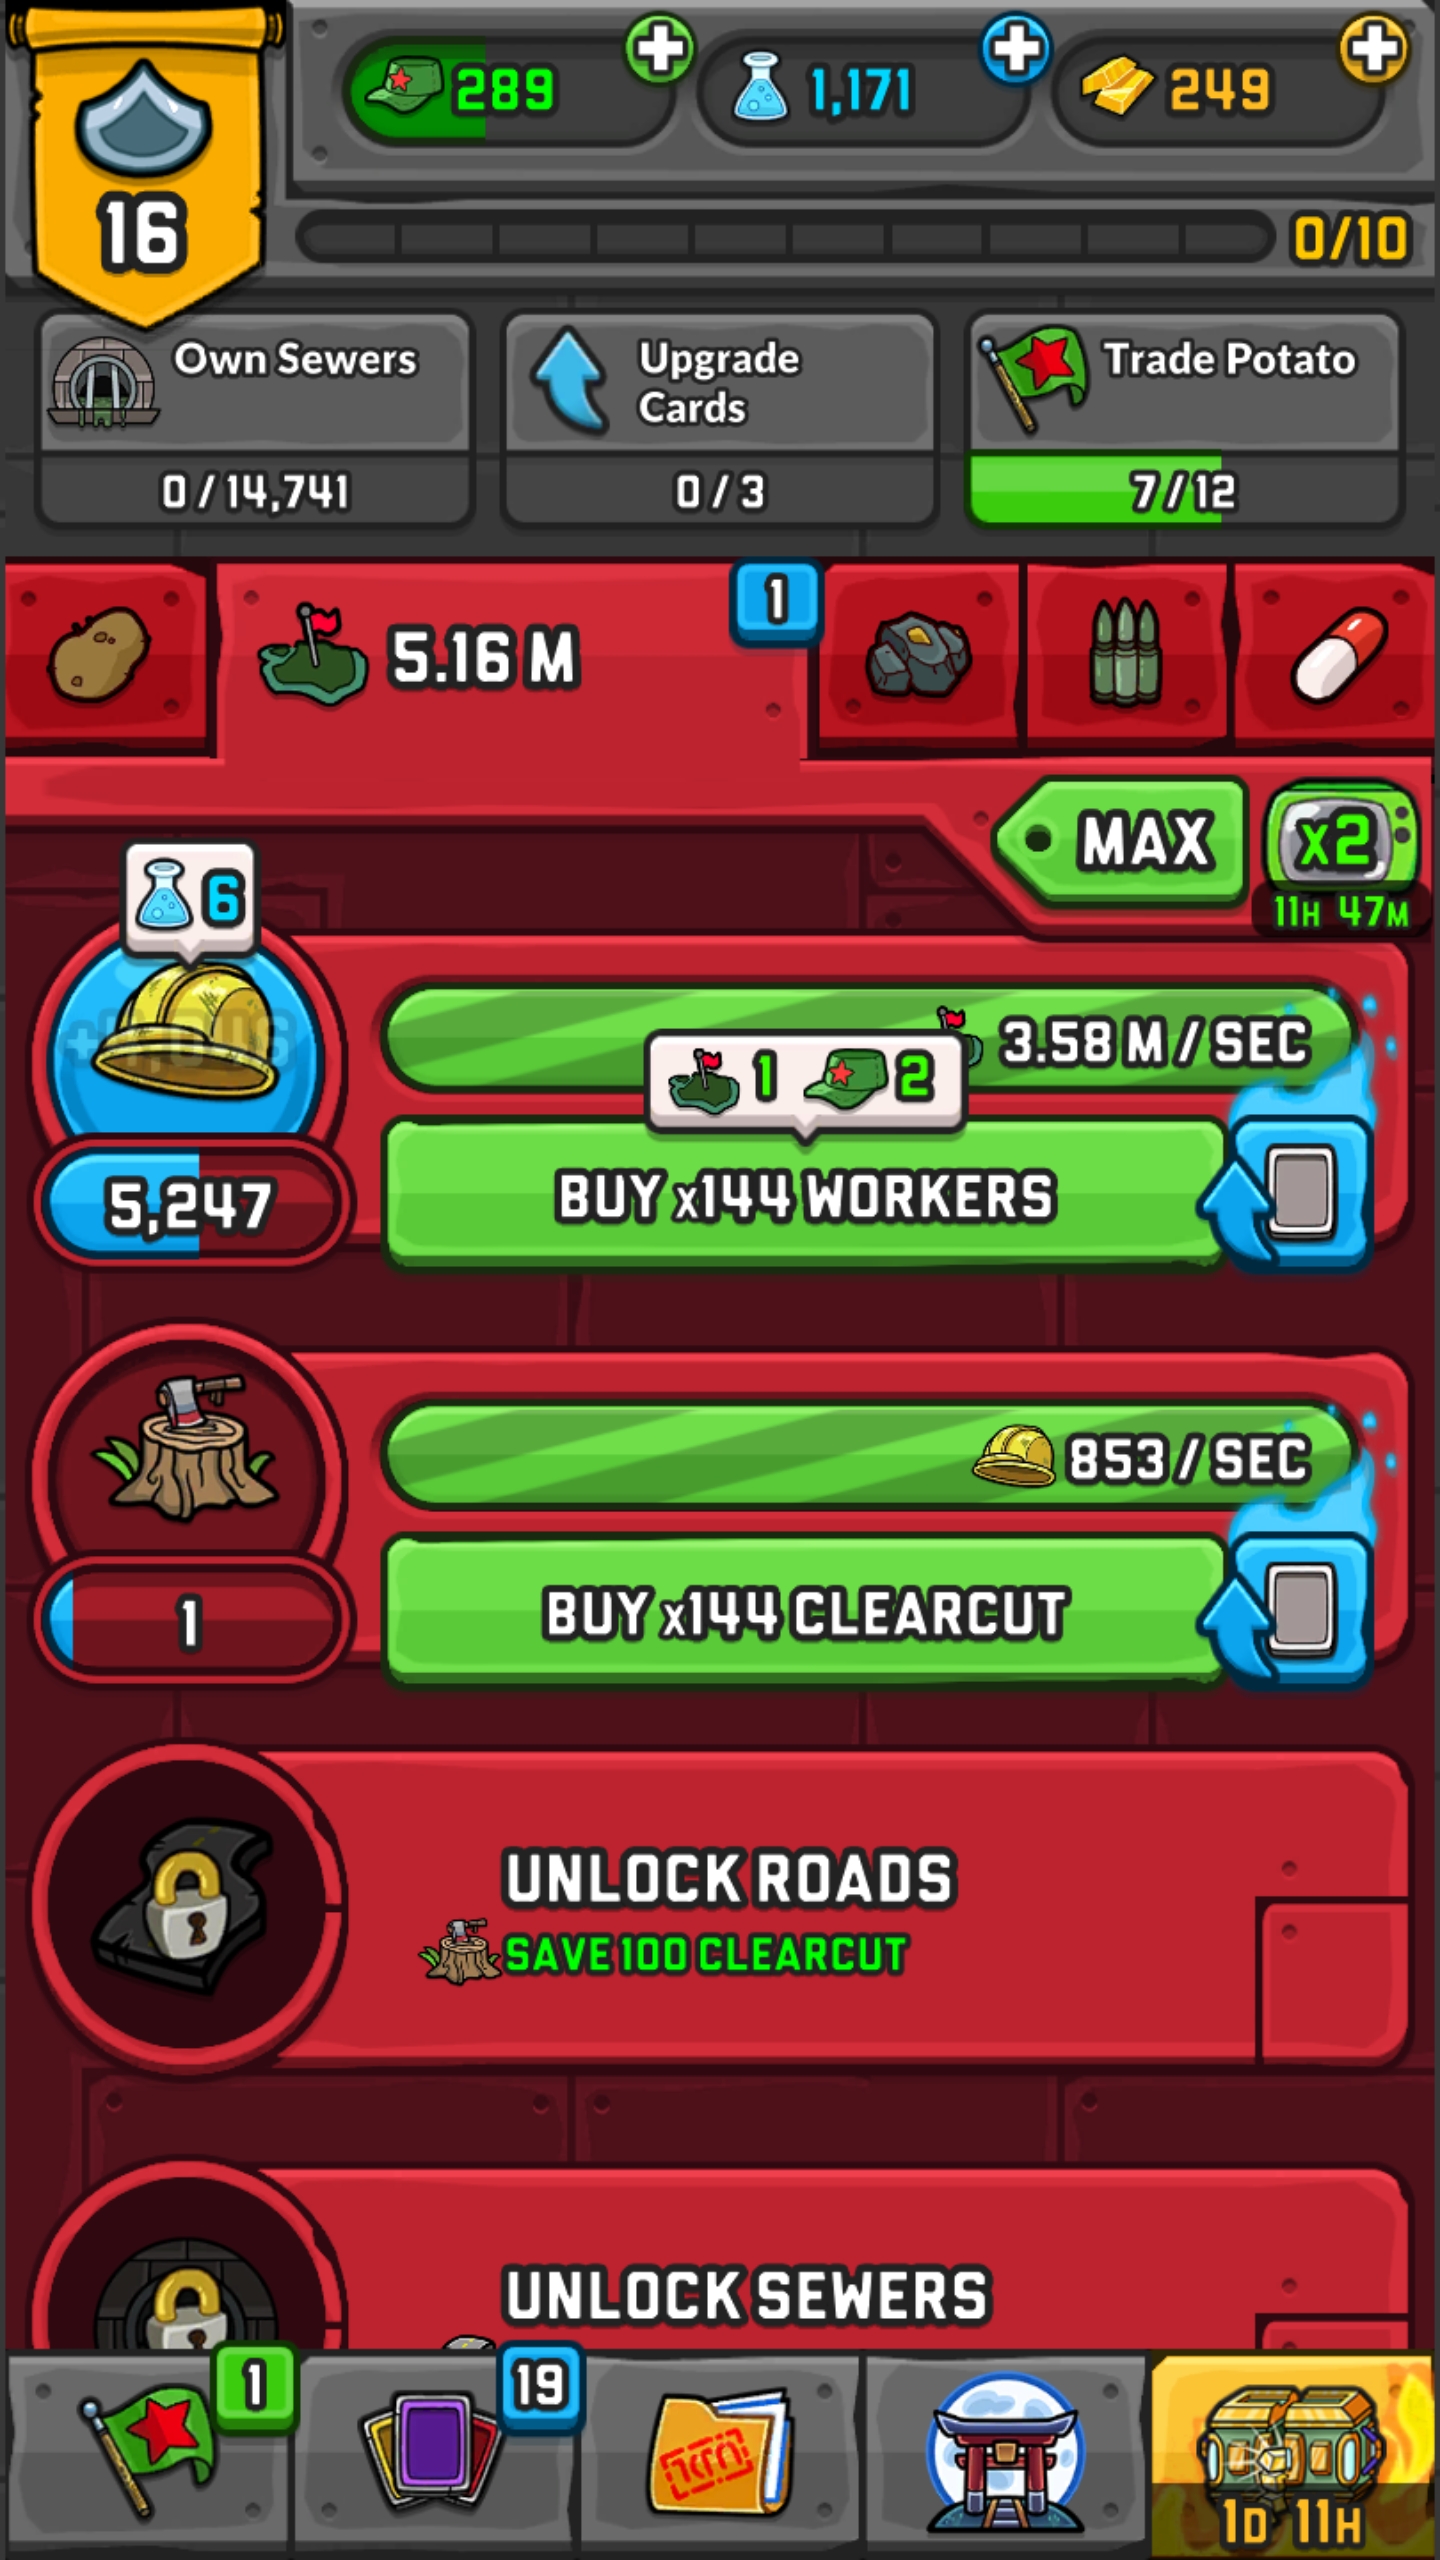 289
1,171
249
16
0/10
Own Sewers
Upgrade
Cards
Trade Potato
0 / 14,741
0 / 3
7 / 12
1
5.16 M
MAX
x2
11H 47M
6
3.58 M / SEC
1
2
BUY x144 WORKERS
5,247
853 / SEC
BUY x144 CLEARCUT
1
UNLOCK ROADS
SAVE 100 CLEARCUT
UNLOCK SEWERS
1
19
1D 11H